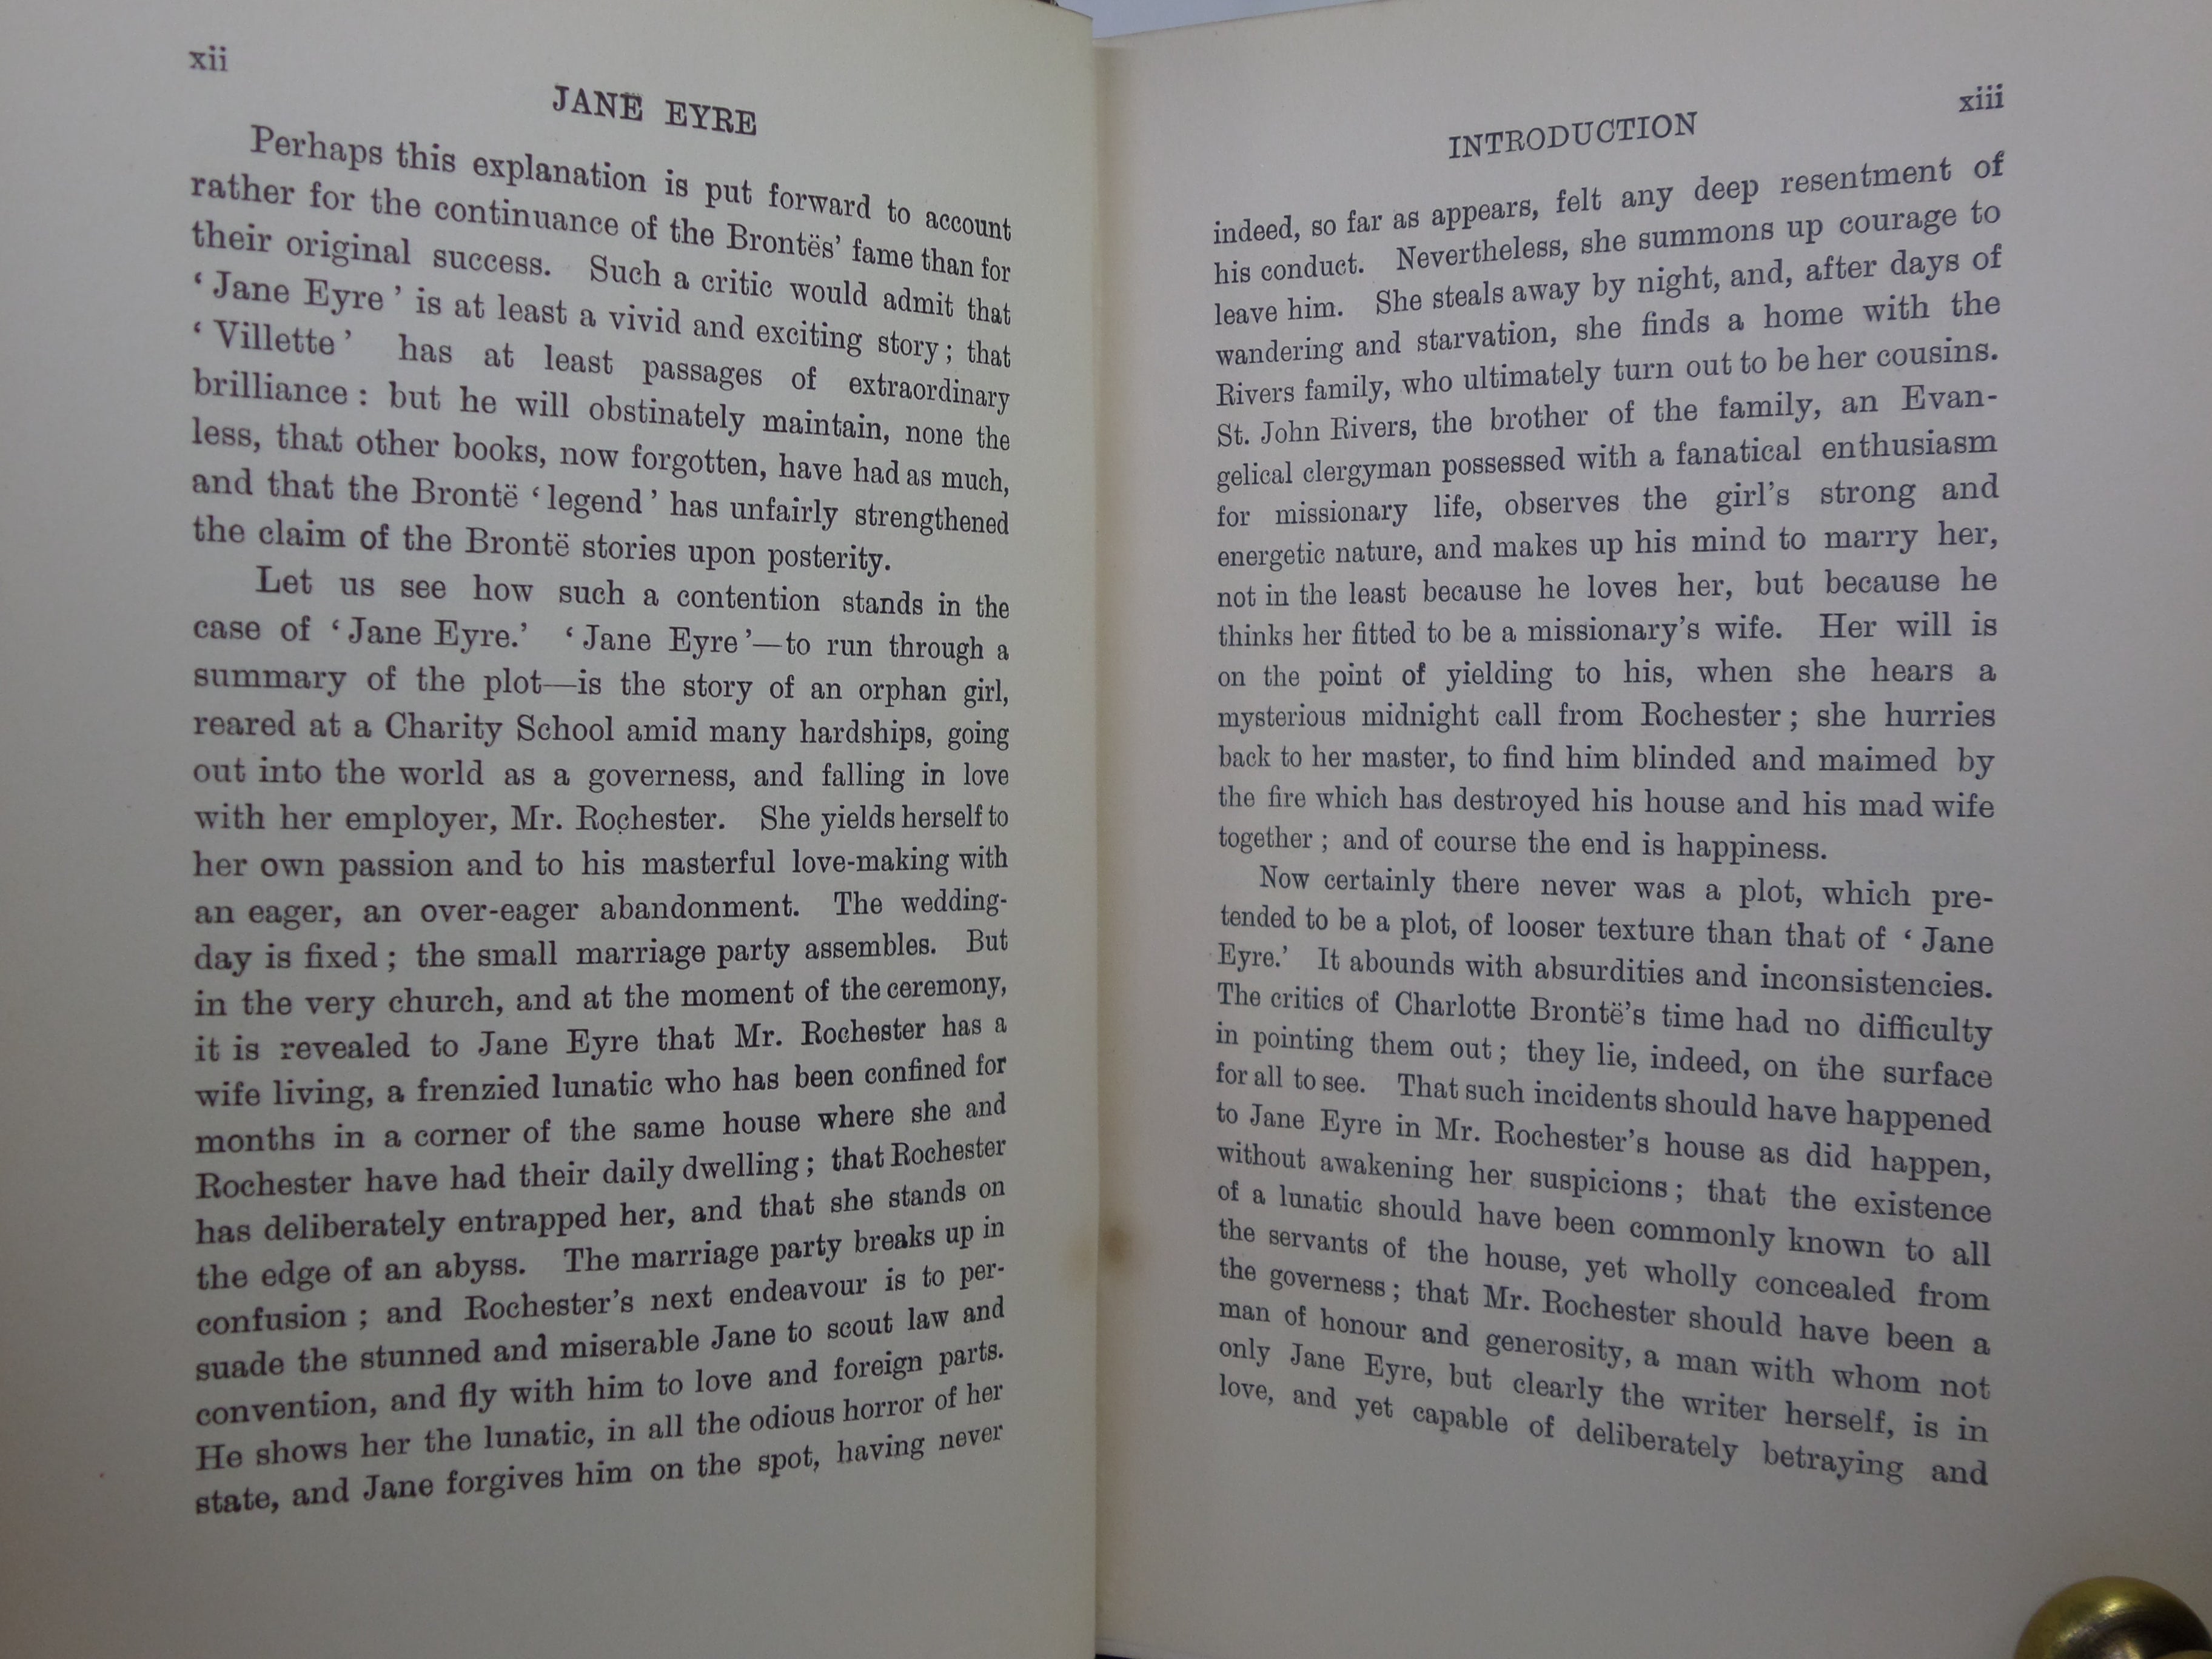 xii
JANE EYRE
Perhaps this explanation is put forward to account
rather for the continuance of the Brontës' fame than for
their original success. Such a critic would admit that
‘Jane Eyre’ is at least a vivid and exciting story; that
‘Villette’ has at least passages of extraordinary
brilliance: but he will obstinately maintain, none the
less, that other books, now forgotten, have had as much,
and that the Brontë ‘legend’ has unfairly strengthened
the claim of the Brontë stories upon posterity.
Let us see how such a contention stands in the
case of ‘Jane Eyre.’ ‘Jane Eyre’—to run through a
summary of the plot—is the story of an orphan girl,
reared at a Charity School amid many hardships, going
out into the world as a governess, and falling in love
with her employer, Mr. Rochester. She yields herself to
her own passion and to his masterful love-making with
an eager, an over-eager abandonment. The wedding-
day is fixed; the small marriage party assembles. But
in the very church, and at the moment of the ceremony,
it is revealed to Jane Eyre that Mr. Rochester has a
wife living, a frenzied lunatic who has been confined for
months in a corner of the same house where she and
Rochester have had their daily dwelling; that Rochester
has deliberately entrapped her, and that she stands on
the edge of an abyss. The marriage party breaks up in
confusion; and Rochester's next endeavour is to per-
suade the stunned and miserable Jane to scout law and
convention, and fly with him to love and foreign parts.
He shows her the lunatic, in all the odious horror of her
state, and Jane forgives him on the spot, having never
xiii
INTRODUCTION
indeed, so far as appears, felt any deep resentment of
his conduct. Nevertheless, she summons up courage to
leave him. She steals away by night, and, after days of
wandering and starvation, she finds a home with the
Rivers family, who ultimately turn out to be her cousins.
St. John Rivers, the brother of the family, an Evan-
gelical clergyman possessed with a fanatical enthusiasm
for missionary life, observes the girl's strong and
energetic nature, and makes up his mind to marry her,
not in the least because he loves her, but because he
thinks her fitted to be a missionary's wife. Her will is
on the point of yielding to his, when she hears a
mysterious midnight call from Rochester; she hurries
back to her master, to find him blinded and maimed by
the fire which has destroyed his house and his mad wife
together; and of course the end is happiness.
Now certainly there never was a plot, which pre-
tended to be a plot, of looser texture than that of ‘Jane
Eyre.’ It abounds with absurdities and inconsistencies.
The critics of Charlotte Brontë's time had no difficulty
in pointing them out; they lie, indeed, on the surface
for all to see. That such incidents should have happened
to Jane Eyre in Mr. Rochester's house as did happen,
without awakening her suspicions; that the existence
of a lunatic should have been commonly known to all
the servants of the house, yet wholly concealed from
the governess; that Mr. Rochester should have been a
man of honour and generosity, a man with whom not
only Jane Eyre, but clearly the writer herself, is in
love, and yet capable of deliberately betraying and